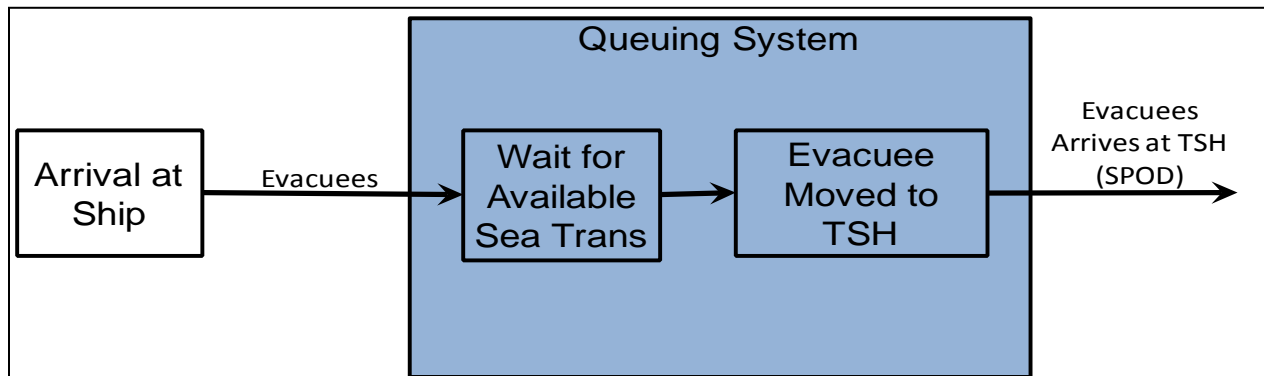 Queuing System
Arrival at
Ship
Evacuees
Wait for
Available
Sea Trans
Evacuee
Moved to
TSH
Evacuees
Arrives at TSH
(SPOD)